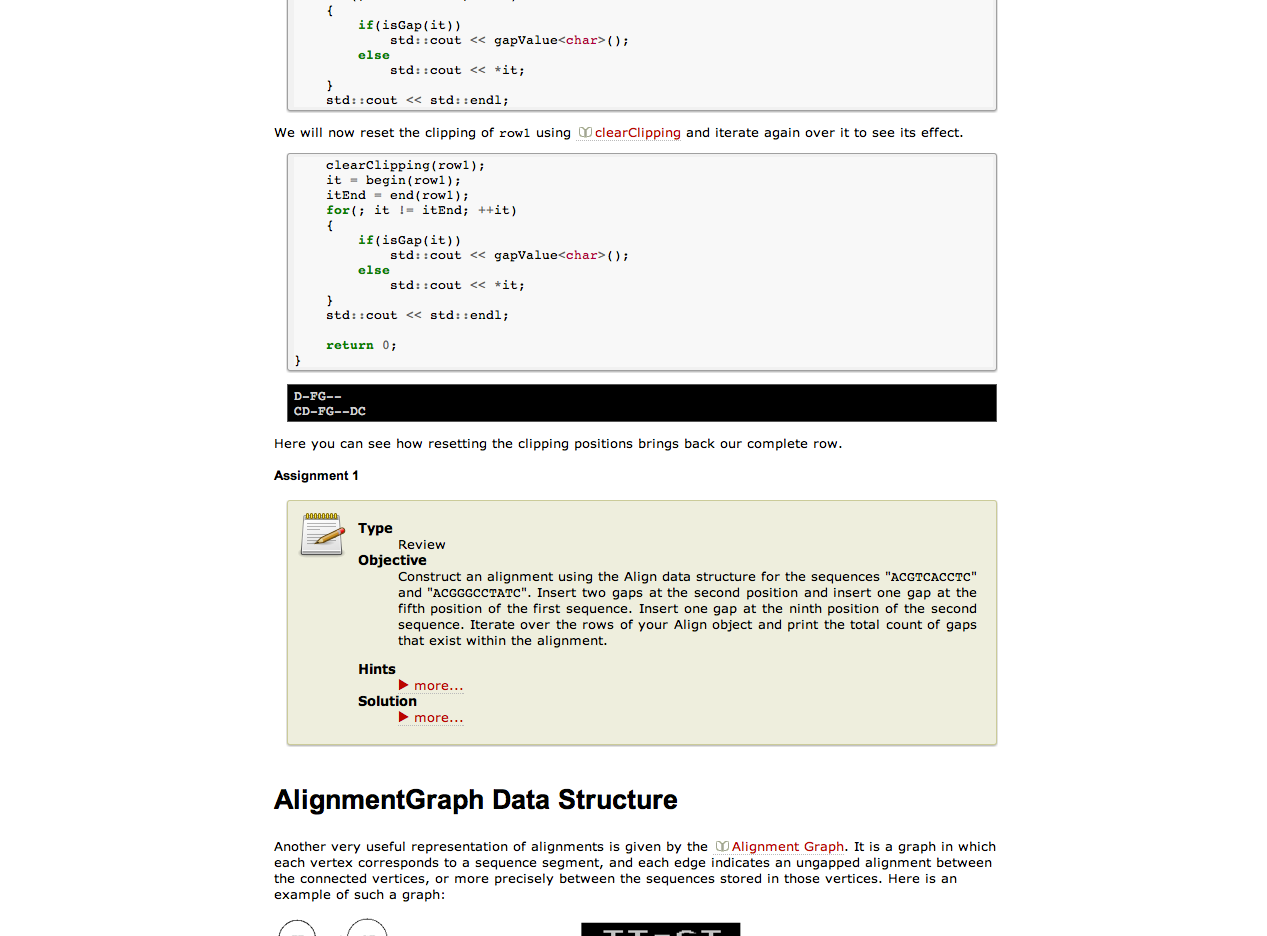 {
if(isGap(it))
std::cout << gapValue<char>();
else
std::cout << *it;
}
std::cout << std::endl;
We will now reset the clipping of row1 using clearClipping and iterate again over it to see its effect.
clearClipping(row1);
it = begin(row1);
itEnd = end(row1);
for(; it != itEnd; ++it)
{
if(isGap(it))
std::cout << gapValue<char>();
else
std::cout << *it;
}
std::cout << std::endl;
return 0;
}
D-FG--
CD-FG--DC
Here you can see how resetting the clipping positions brings back our complete row.
Assignment 1
Type
Review
Objective
Construct an alignment using the Align data structure for the sequences "ACGTCACCTC"
and "ACGGGCCTATC". Insert two gaps at the second position and insert one gap at the
fifth position of the first sequence. Insert one gap at the ninth position of the second
sequence. Iterate over the rows of your Align object and print the total count of gaps
that exist within the alignment.
Hints
more...
Solution
more...
AlignmentGraph Data Structure
Another very useful representation of alignments is given by the Alignment Graph. It is a graph in which
each vertex corresponds to a sequence segment, and each edge indicates an ungapped alignment between
the connected vertices, or more precisely between the sequences stored in those vertices. Here is an
example of such a graph: